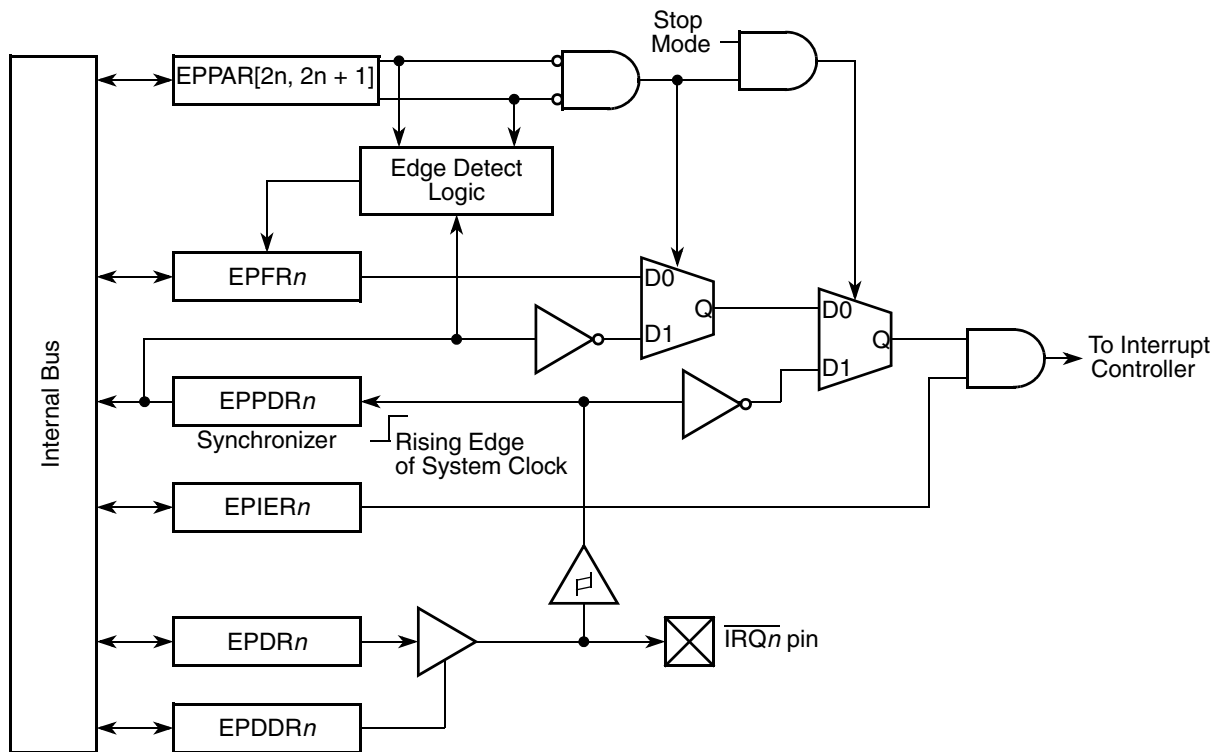 Stop
Mode
EPPAR[2n, 2n + 1]
Edge Detect
Logic
EPFRn
D0
Q
D1
D0
Q
D1
To Interrupt
Controller
Internal Bus
EPPDRn
Synchronizer
Rising Edge
of System Clock
EPIERn
EPDRn
IRQn pin
EPDDRn